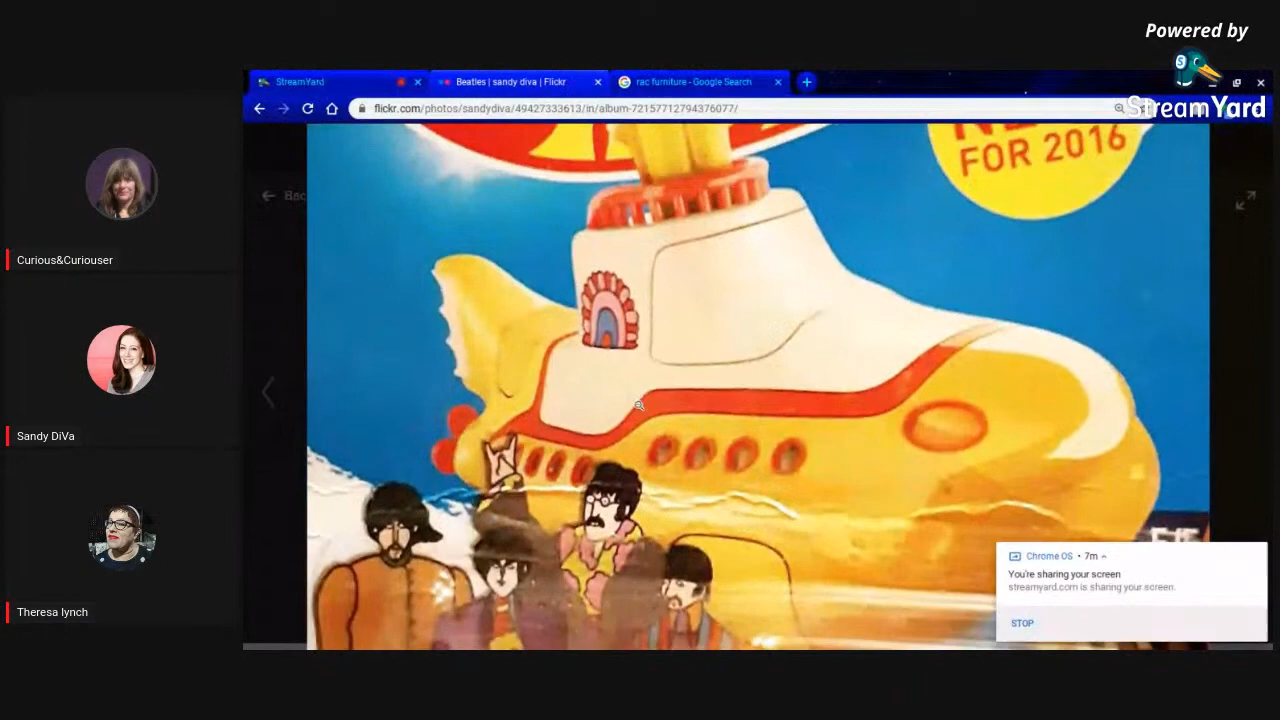 Powered by
StreamYard
StreamYard
Beatles | sandy diva | Flickr
rac furniture - Google Search
flickr.com/photos/sandydiva/49427333613/in/album-72157712794376077/
FOR 2016
Curious&Curiouser
Sandy DiVa
Theresa lynch
Chrome OS • 7m
You're sharing your screen
streamyard.com is sharing your screen.
STOP